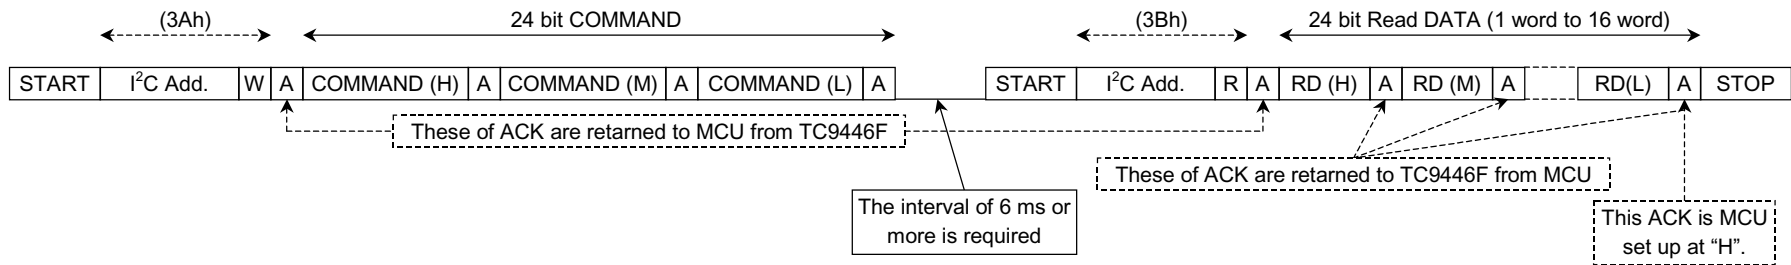 (3Ah) 24 bit COMMAND (3Bh) 24 bit Read DATA (1 word to 16 word)
START I²C Add. W A COMMAND (H) A COMMAND (M) A COMMAND (L) A START I²C Add. R A RD (H) A RD (M) A RD(L) A STOP
These of ACK are retarned to MCU from TC9446F
These of ACK are retarned to TC9446F from MCU
The interval of 6 ms or
more is required
This ACK is MCU
set up at “H”.